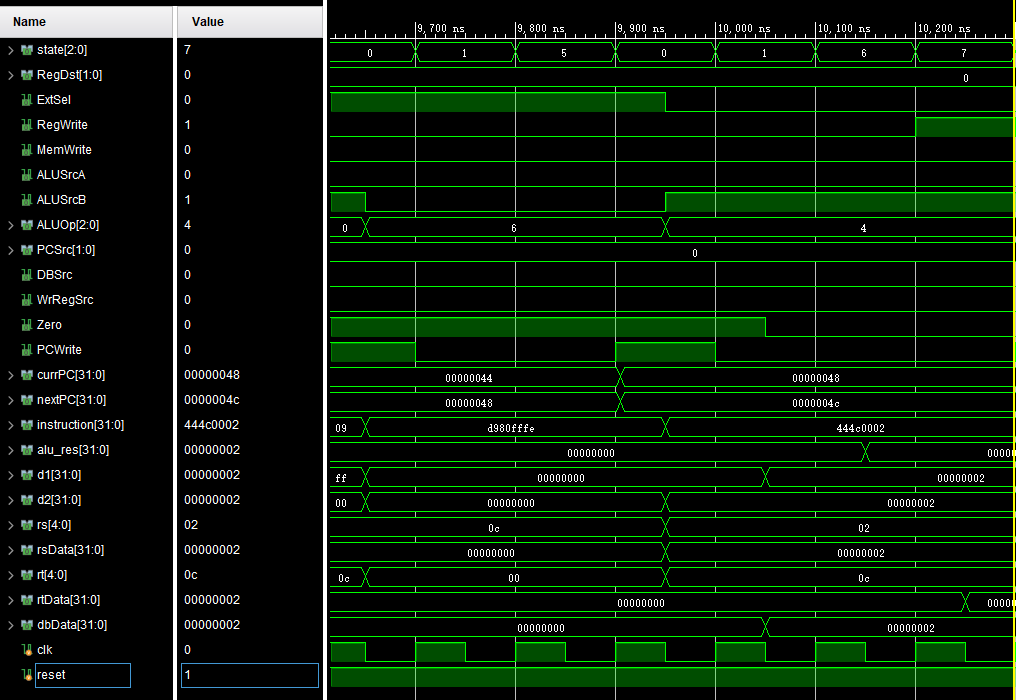 Name Value 9,700 ns 9,800 ns 9,900 ns 10,000 ns 10,100 ns 10,200 ns
state[2:0] 7 0 1 5 0 1 6 7
RegDst[1:0] 0 0
ExtSel 0
RegWrite 1
MemWrite 0
ALUSrcA 0
ALUSrcB 1
ALUOp[2:0] 4 0 6 4
PCSrc[1:0] 0 0
DBSrc 0
WrRegSrc 0
Zero 0
PCWrite 0
currPC[31:0] 00000048 00000044 00000048
nextPC[31:0] 0000004c 00000048 0000004c
instruction[31:0] 444c0002 09 d980fffe 444c0002
alu_res[31:0] 00000002 00000000 0000
d1[31:0] 00000002 ff 00000000 00000002
d2[31:0] 00000002 00 00000000 00000002
rs[4:0] 02 0c 02
rsData[31:0] 00000002 00000000 00000002
rt[4:0] 0c 0c 00 0c
rtData[31:0] 00000002 00000000 0000
dbData[31:0] 00000002 00000000 00000002
clk 0
reset 1